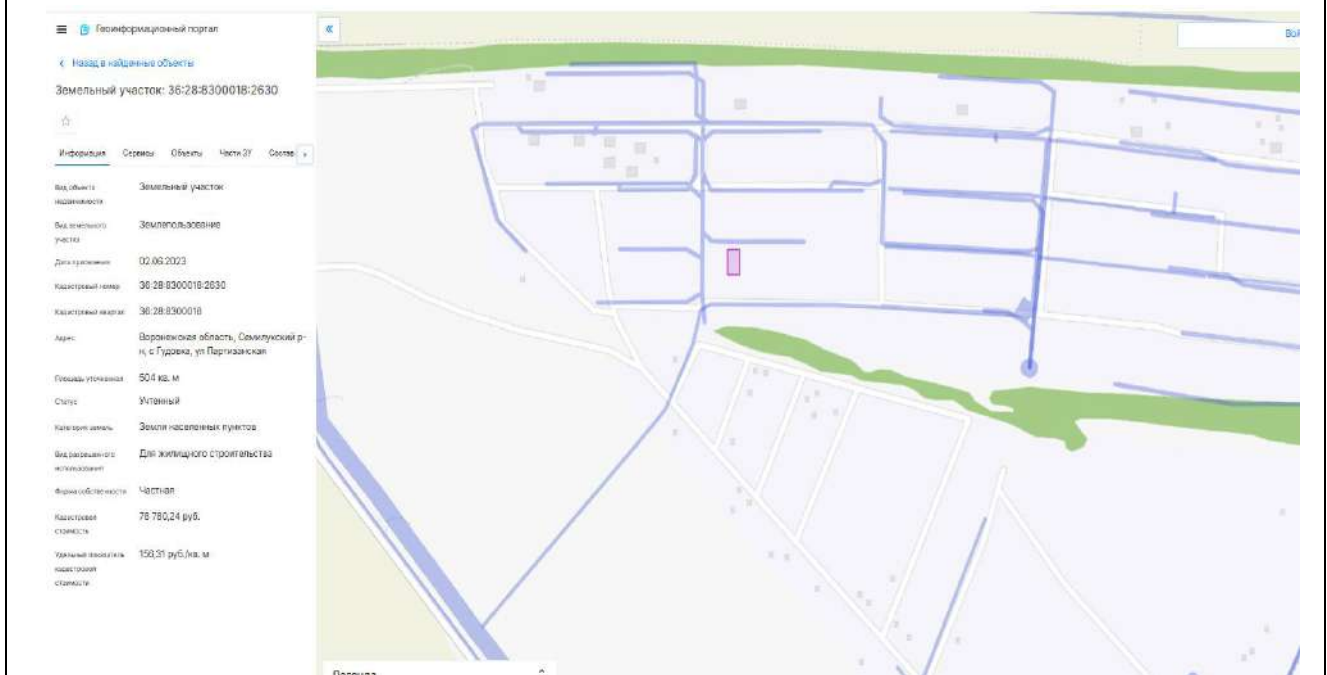 Геоинформационный портал
Вой
Назад в найденные объекты
Земельный участок: 36:28:8300018:2630
Информация Сервисы Объекты Части ЗУ Состав
Вид объекта недвижимости
Земельный участок
Вид земельного участка
Землепользование
Дата присвоения
02.06.2023
Кадастровый номер
36:28:8300018:2630
Кадастровый квартал
36:28:8300018
Адрес
Воронежская область, Семилукский р-
н, с Гудовка, ул Партизанская
Площадь уточненная
504 кв. м
Статус
Учтенный
Категория земель
Земли населенных пунктов
Вид разрешенного
использования
Для жилищного строительства
Форма собственности
Частная
Кадастровая
стоимость
78 780,24 руб.
Удельный показатель
кадастровой
стоимости
156,31 руб./кв. м
Легенда